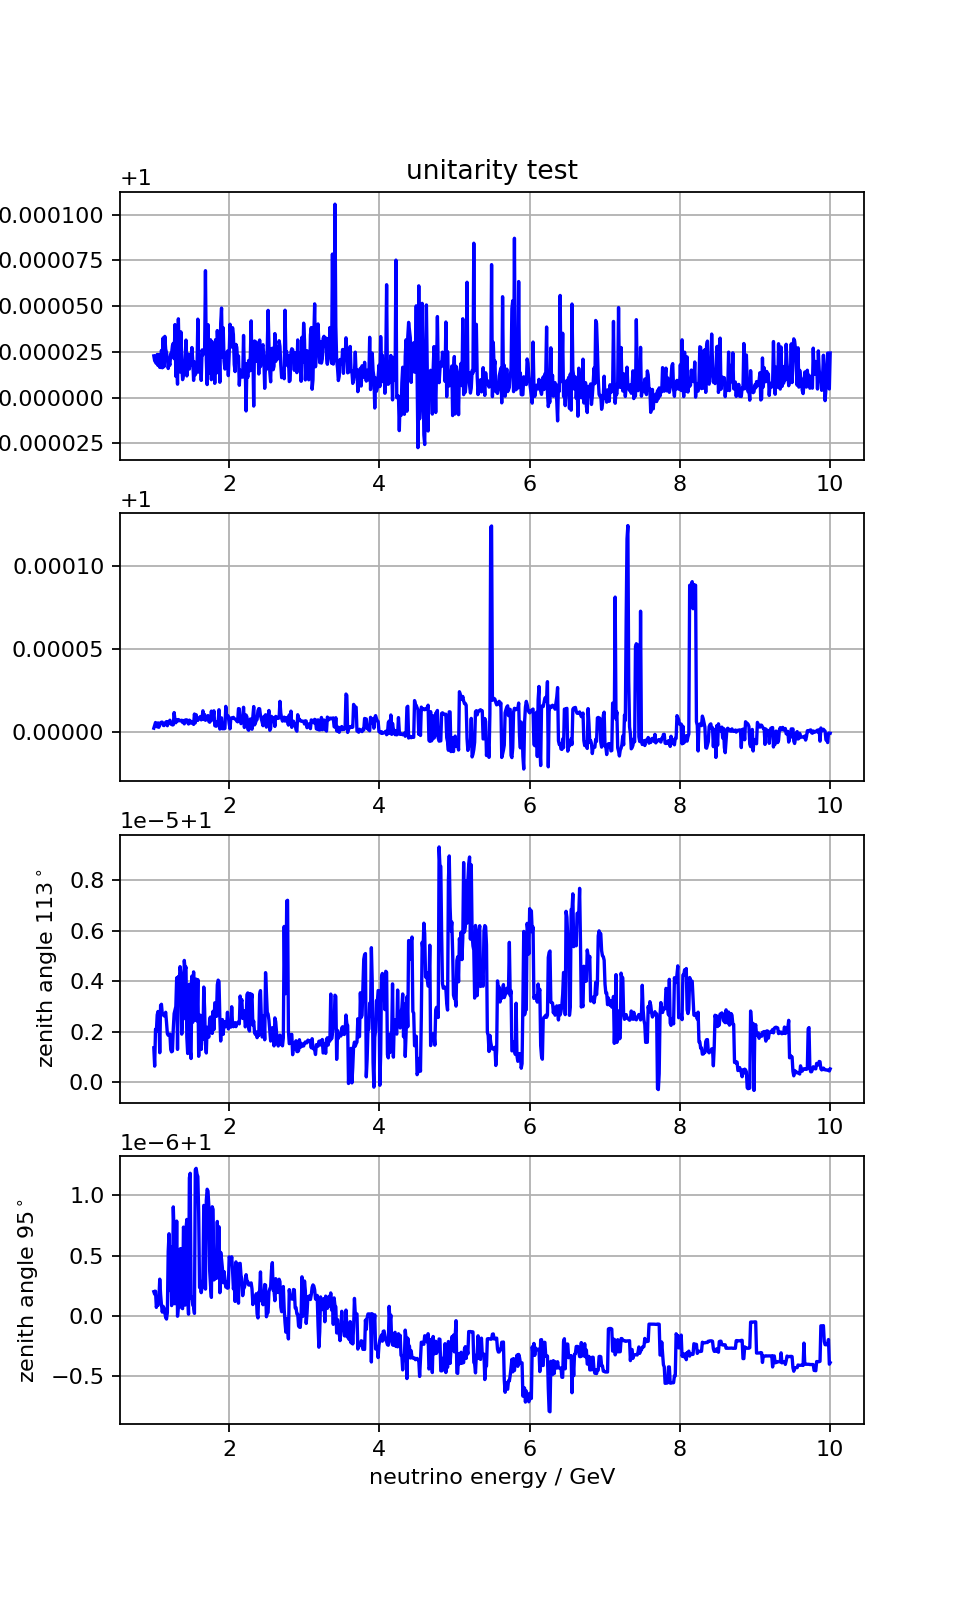 unitarity test
+1
0.000100
0.000075
0.000050
0.000025
0.000000
0.000025
2 4 6 8 10
+1
0.00010
0.00005
0.00000
2 4 6 8 10
1e−5+1
zenith angle 113°
0.8
0.6
0.4
0.2
0.0
2 4 6 8 10
1e−6+1
zenith angle 95°
1.0
0.5
0.0
−0.5
2 4 6 8 10
neutrino energy / GeV